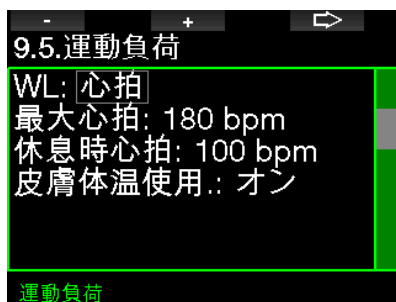 - +
9.5.運動負荷
WL: 心拍
最大心拍: 180 bpm
休息時心拍: 100 bpm
皮膚体温使用.: オン
運動負荷